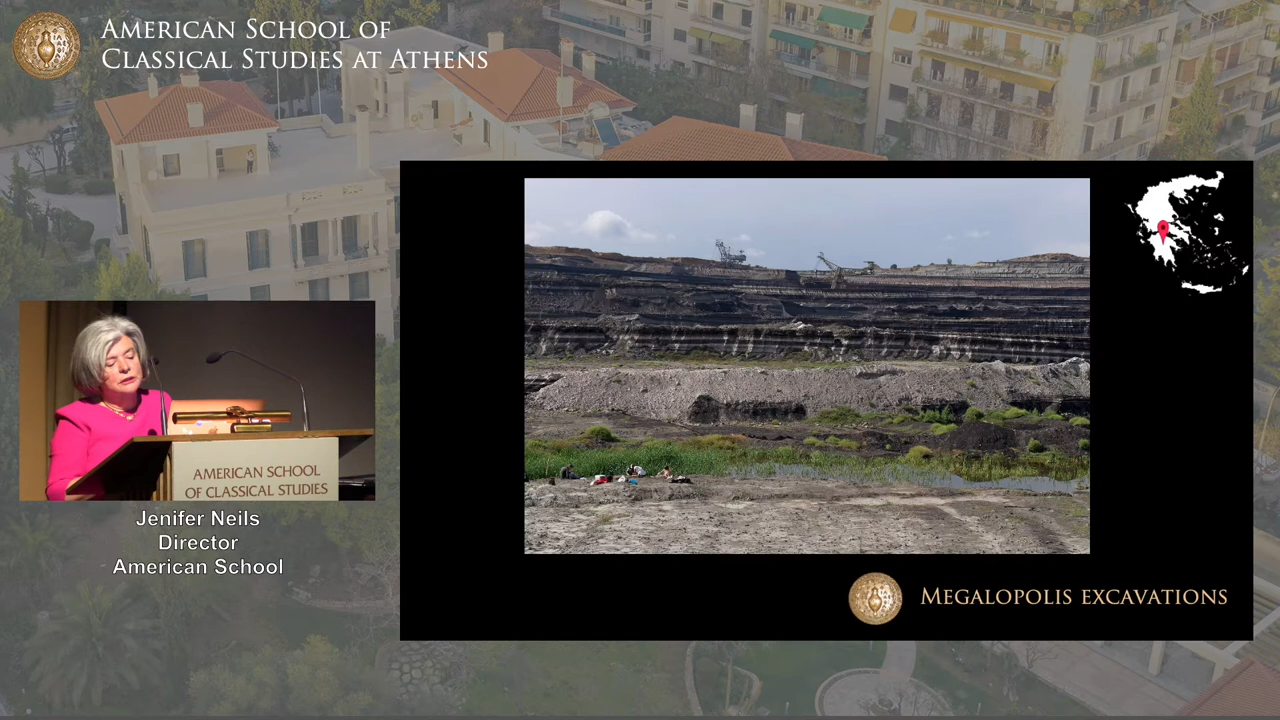 AMERICAN SCHOOL OF
CLASSICAL STUDIES AT ATHENS
AMERICAN SCHOOL
OF CLASSICAL STUDIES
Jenifer Neils
Director
American School
MEGALOPOLIS EXCAVATIONS